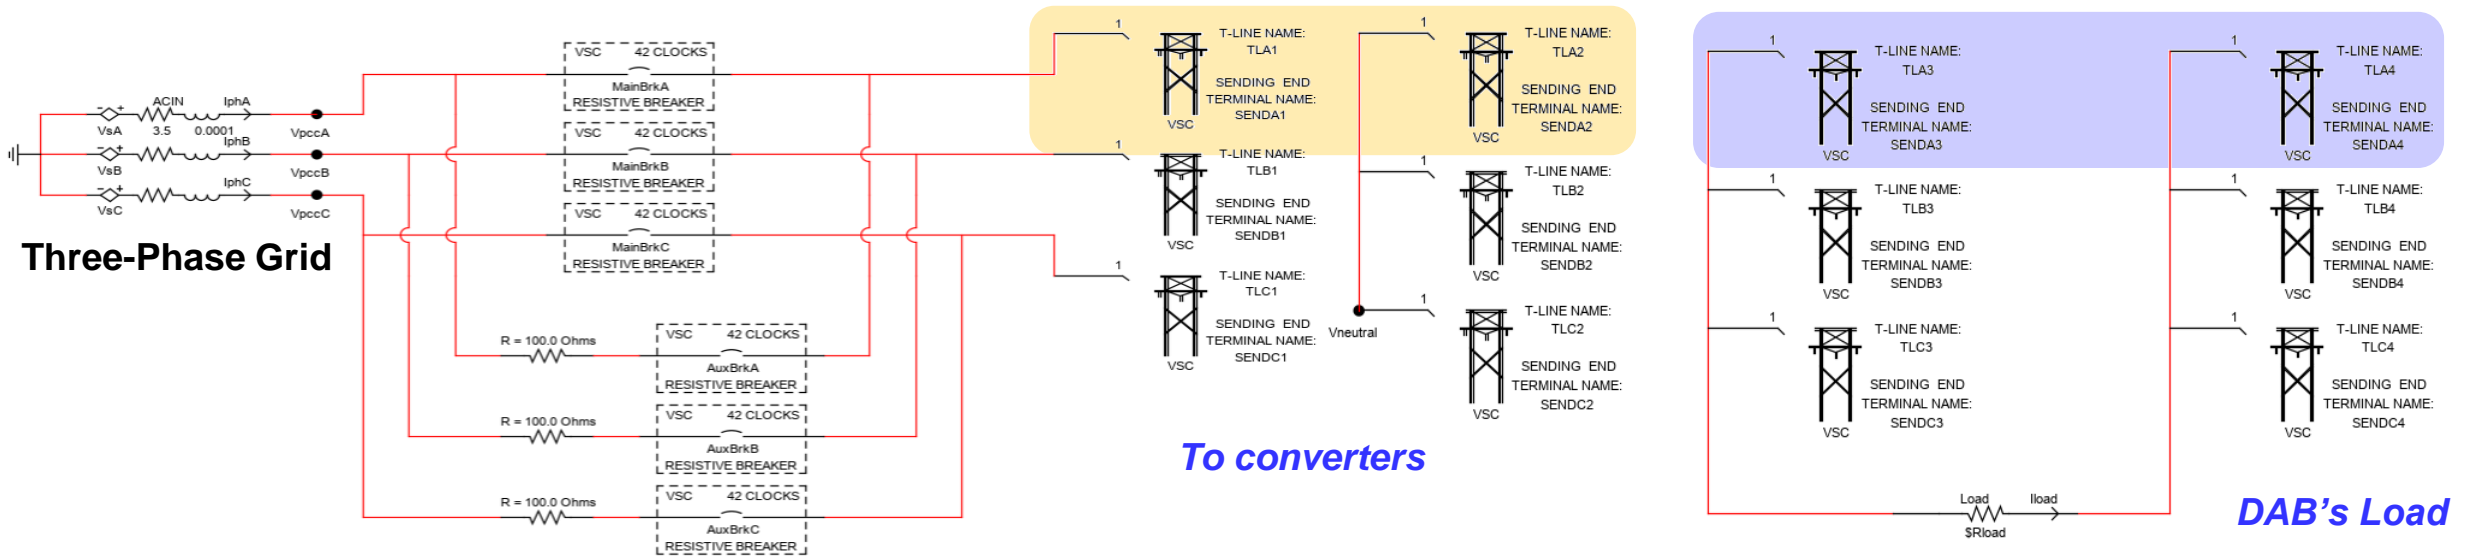 ACIN
IphA
VsA
3.5
0.0001
VpccA
IphB
VsB
VpccB
IphC
VsC
VpccC
Three-Phase Grid
VSC 42 CLOCKS
MainBrkA
RESISTIVE BREAKER
VSC 42 CLOCKS
MainBrkB
RESISTIVE BREAKER
VSC 42 CLOCKS
MainBrkC
RESISTIVE BREAKER
R = 100.0 Ohms
VSC 42 CLOCKS
AuxBrkA
RESISTIVE BREAKER
R = 100.0 Ohms
VSC 42 CLOCKS
AuxBrkB
RESISTIVE BREAKER
R = 100.0 Ohms
VSC 42 CLOCKS
AuxBrkC
RESISTIVE BREAKER
1
T-LINE NAME:
TLA1
SENDING END
TERMINAL NAME:
SENDA1
VSC
1
T-LINE NAME:
TLB1
SENDING END
TERMINAL NAME:
SENDB1
VSC
1
T-LINE NAME:
TLC1
SENDING END
TERMINAL NAME:
SENDC1
VSC
1
T-LINE NAME:
TLA2
SENDING END
TERMINAL NAME:
SENDA2
VSC
1
T-LINE NAME:
TLB2
SENDING END
TERMINAL NAME:
SENDB2
VSC
1
Vneutral
T-LINE NAME:
TLC2
SENDING END
TERMINAL NAME:
SENDC2
VSC
To converters
1
T-LINE NAME:
TLA3
SENDING END
TERMINAL NAME:
SENDA3
VSC
1
T-LINE NAME:
TLB3
SENDING END
TERMINAL NAME:
SENDB3
VSC
1
T-LINE NAME:
TLC3
SENDING END
TERMINAL NAME:
SENDC3
VSC
1
T-LINE NAME:
TLA4
SENDING END
TERMINAL NAME:
SENDA4
VSC
1
T-LINE NAME:
TLB4
SENDING END
TERMINAL NAME:
SENDB4
VSC
1
T-LINE NAME:
TLC4
SENDING END
TERMINAL NAME:
SENDC4
VSC
Load
Iload
$Rload
DAB's Load